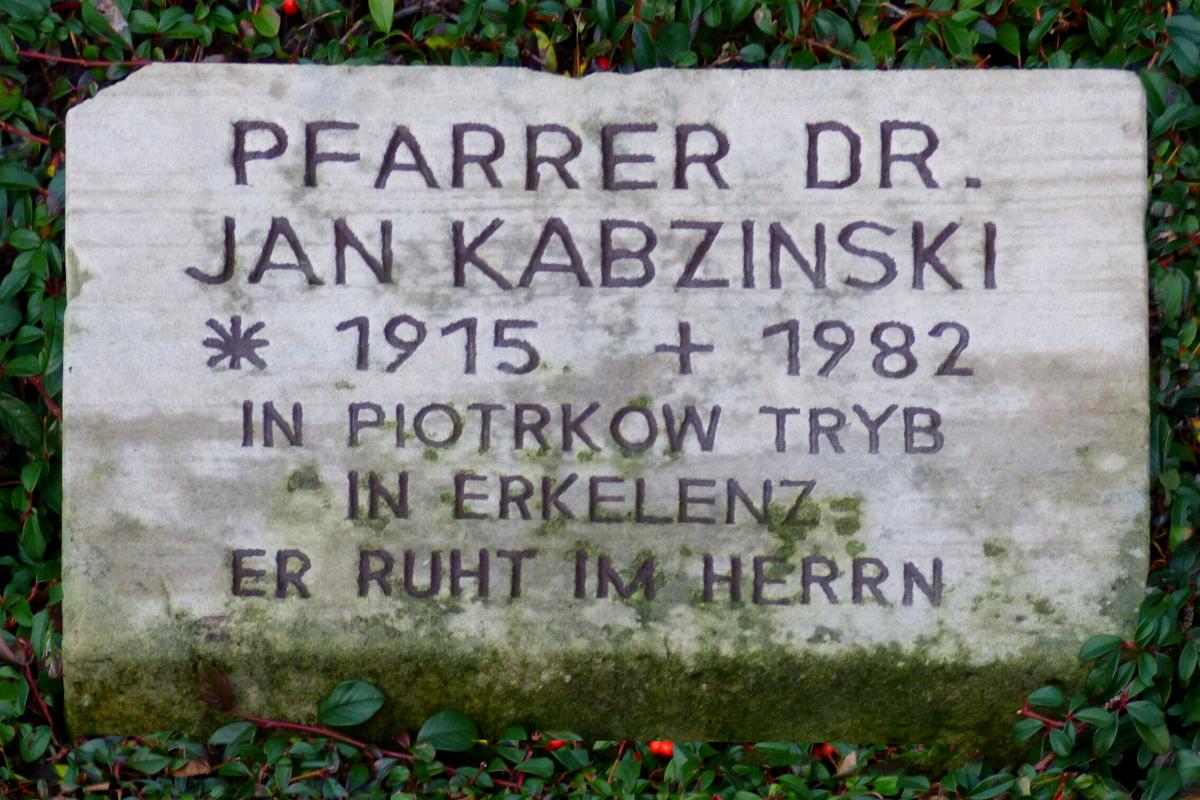 PFARRER DR.
JAN KABZINSKI
* 1915 + 1982
IN PIOTRKOW TRYB
IN ERKELENZ
ER RUHT IM HERRN